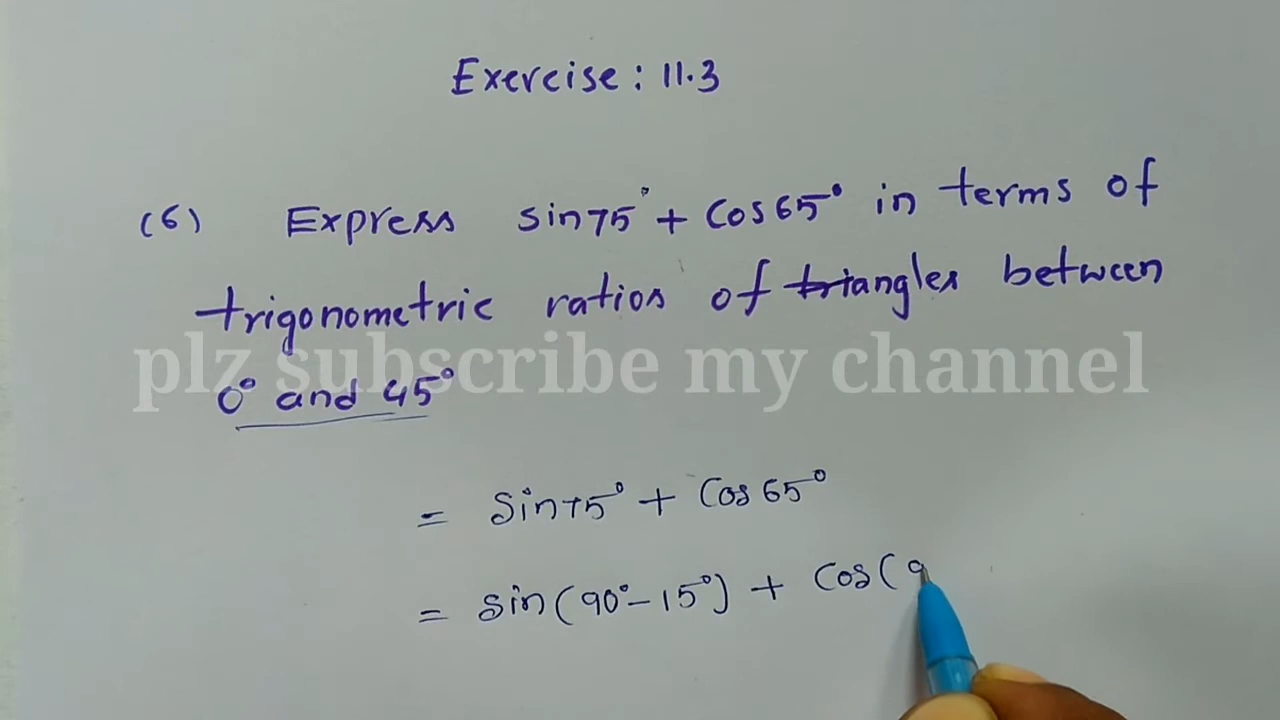 Exercise: 11.3
(6) Express sin75° + cos65° in terms of
trigonometric ratios of triangles between
plz subscribe my channel
0° and 45°
= sin75° + cos65°
= sin(90°-15°) + cos(9